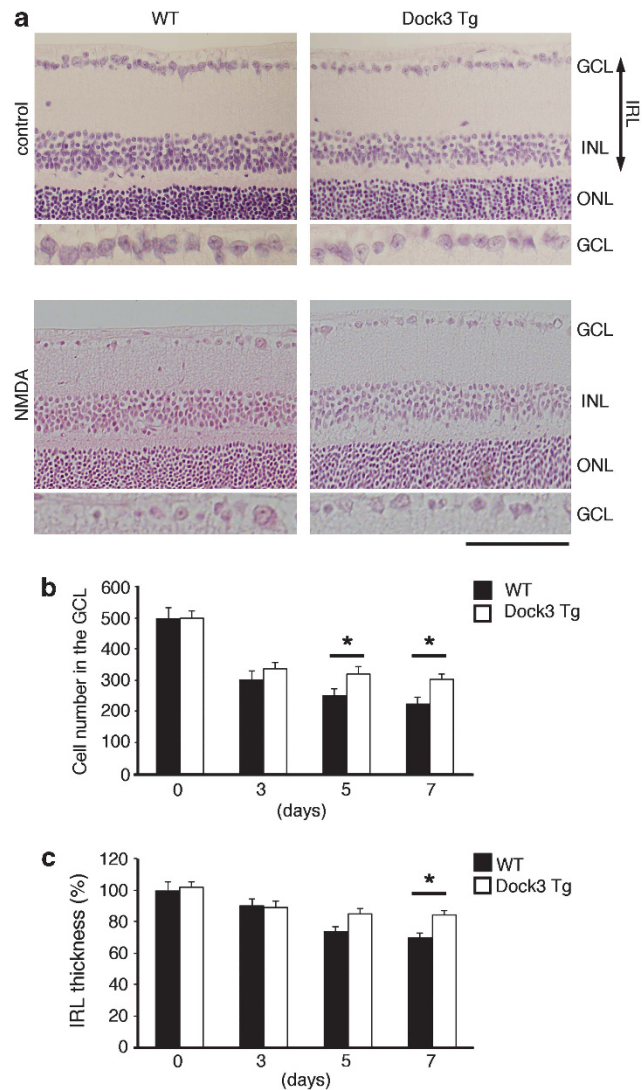 a
WT
Dock3 Tg
control
GCL
IRL
INL
ONL
GCL
NMDA
GCL
INL
ONL
GCL
b
600
500
400
300
200
100
0
Cell number in the GCL
WT
Dock3 Tg
*
*
0 3 5 7
(days)
c
120
100
80
60
40
20
0
IRL thickness (%)
WT
Dock3 Tg
*
0 3 5 7
(days)